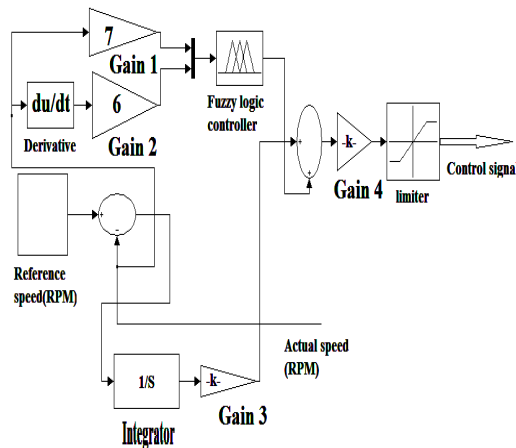 7
Gain 1
du/dt
Derivative
6
Gain 2
Fuzzy logic
controller
+
+
-k-
Gain 4
limiter
Control signal
Reference
speed(RPM)
+
-
Actual speed
(RPM)
1/S
Integrator
-k-
Gain 3